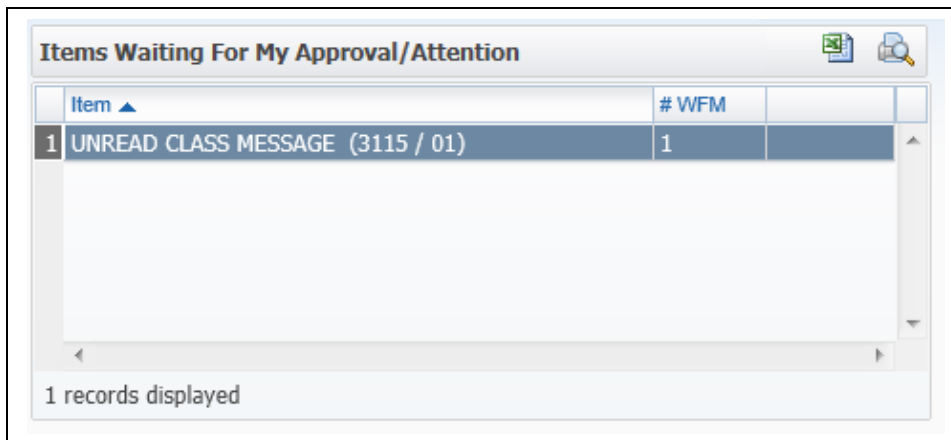 Items Waiting For My Approval/Attention
Item # WFM
1 UNREAD CLASS MESSAGE (3115 / 01) 1
1 records displayed